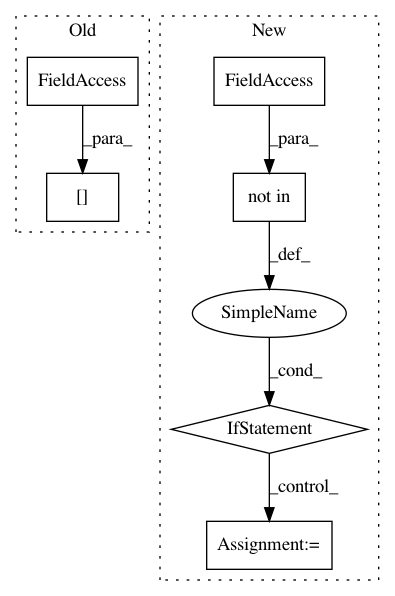 Old
FieldAccess
_para_
[]
New
FieldAccess
_para_
not in
_def_
SimpleName
_cond_
IfStatement
_control_
Assignment:=